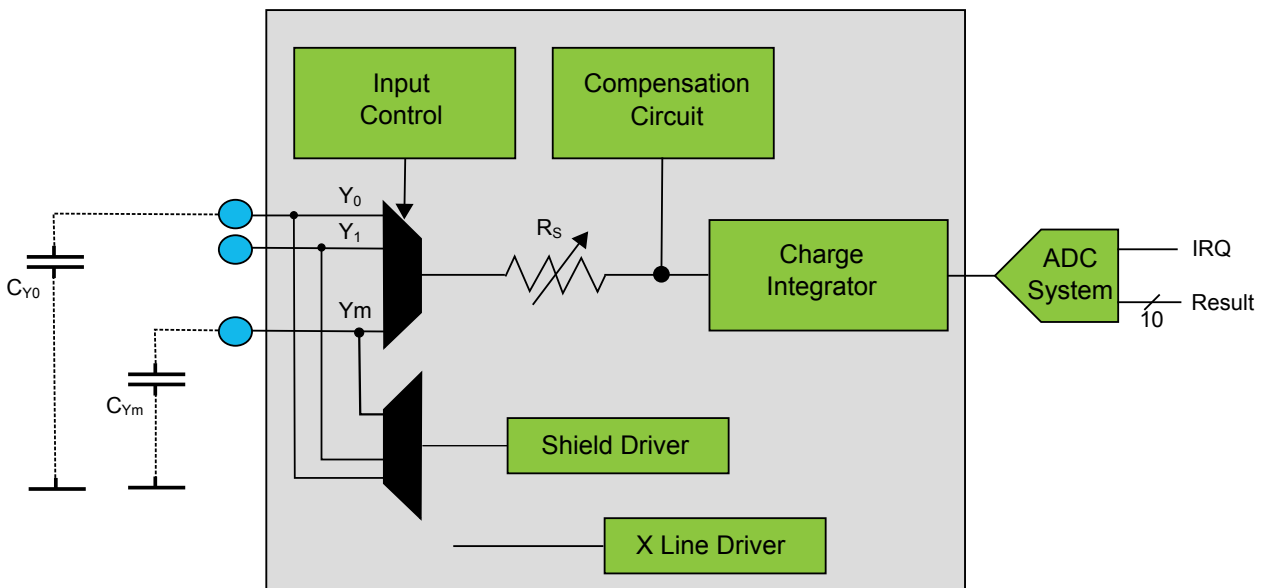 Input
Control
Compensation
Circuit
Y0
Y1
RS
Charge
Integrator
ADC
System
IRQ
Result
10
CY0
Ym
CYm
Shield Driver
X Line Driver